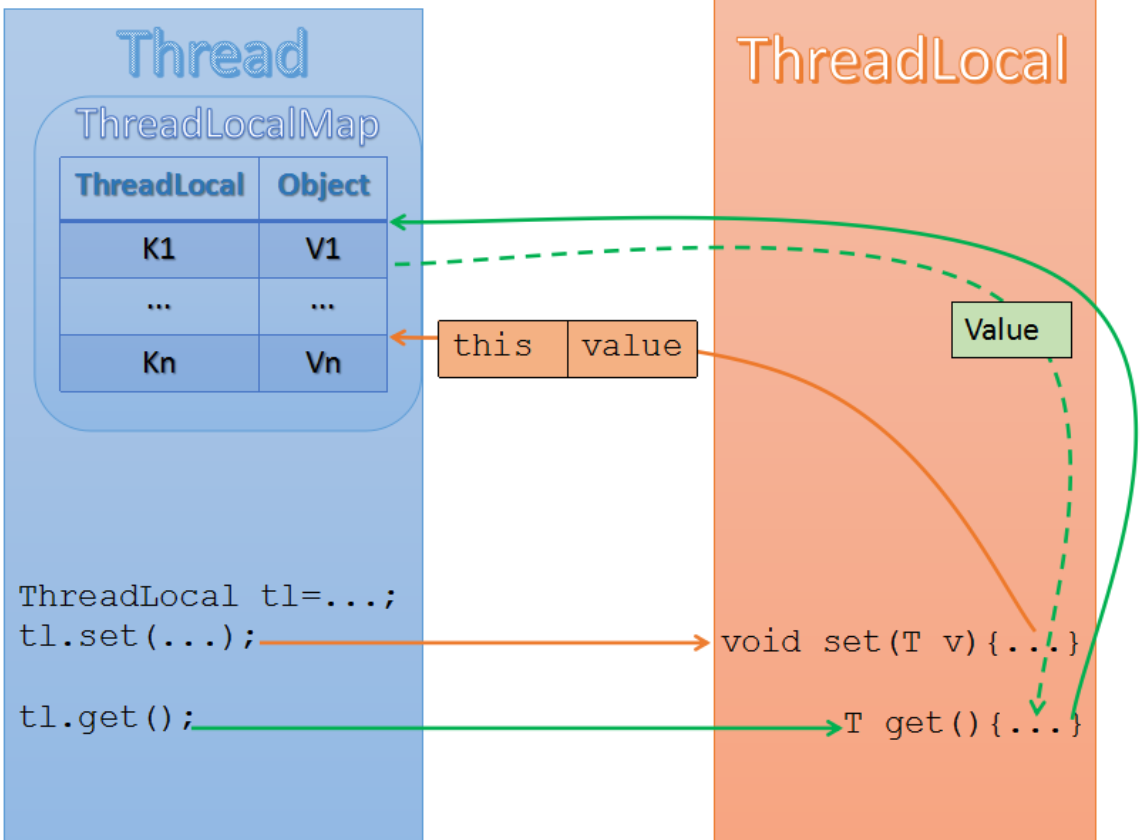 Thread
ThreadLocalMap
ThreadLocal Object
K1 V1
... ...
Kn Vn
ThreadLocal tl=...;
tl.set(...);
tl.get();
this value
ThreadLocal
Value
void set(T v){...}
T get(){...}